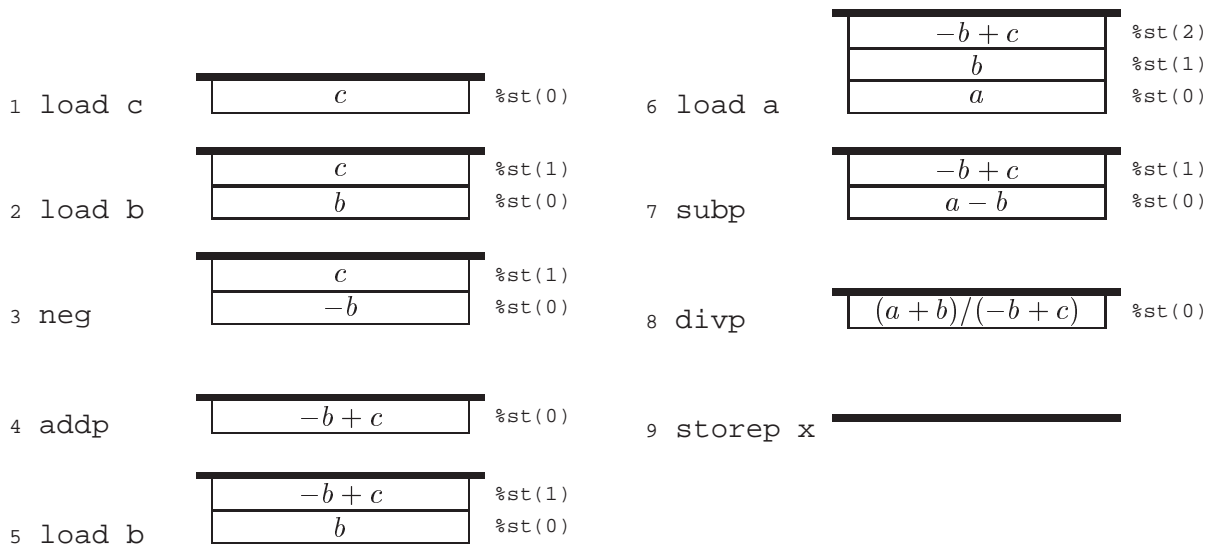 1 load c
c %st(0)
2 load b
c %st(1)
b %st(0)
3 neg
c %st(1)
−b %st(0)
4 addp
−b + c %st(0)
5 load b
−b + c %st(1)
b %st(0)
6 load a
−b + c %st(2)
b %st(1)
a %st(0)
7 subp
−b + c %st(1)
a − b %st(0)
8 divp
(a + b)/(−b + c) %st(0)
9 storep x